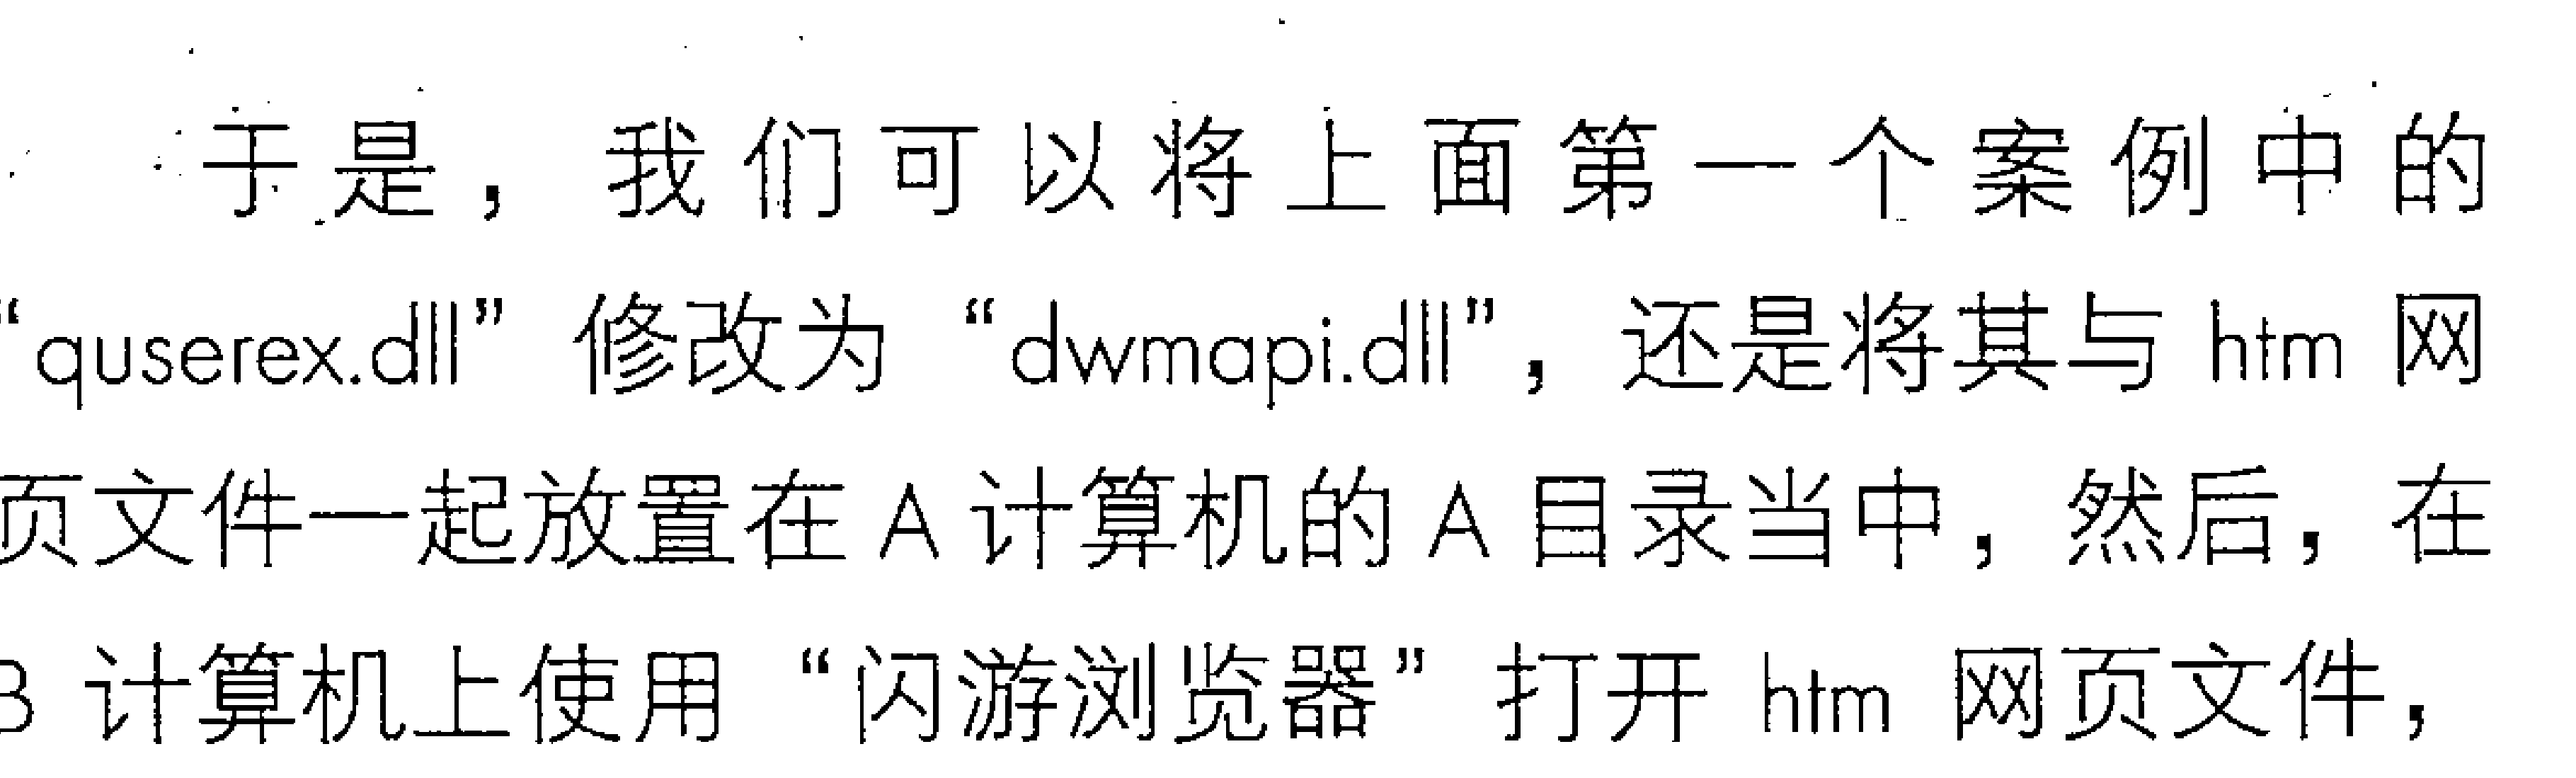 于是，我们可以将上面第一个案例中的
“quserex.dll” 修改为 “dwmapi.dll”，还是将其与 htm 网
页文件一起放置在 A 计算机的 A 目录当中，然后，在
B 计算机上使用 “闪游浏览器” 打开 htm 网页文件，